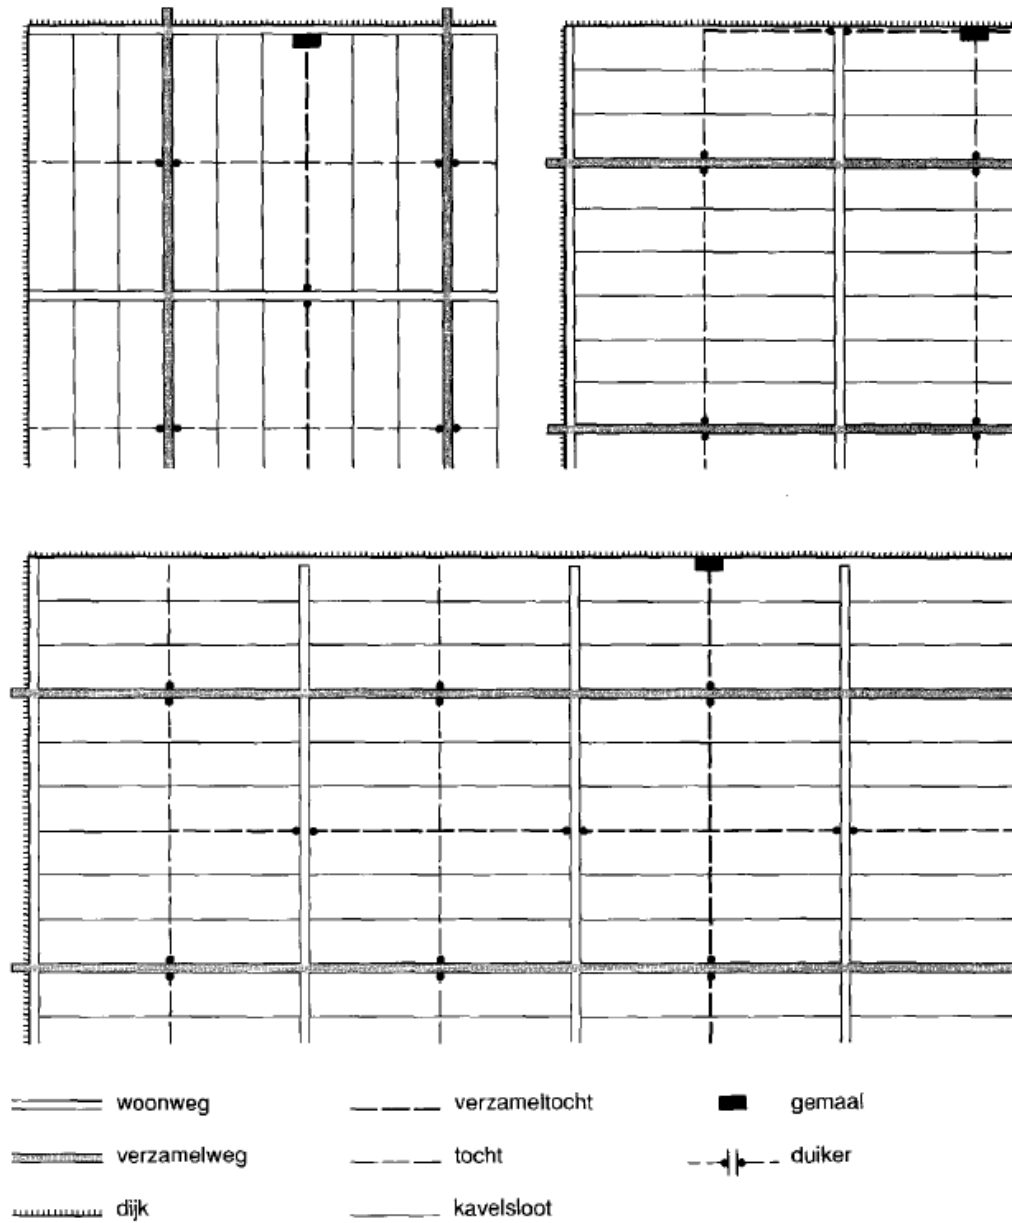 woonweg
verzameltocht
gemaal
verzamelweg
tocht
duiker
dijk
kavelsloot